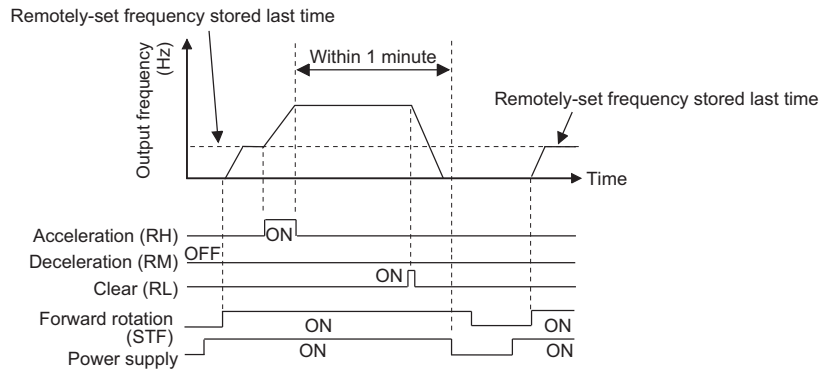 Remotely-set frequency stored last time
Output frequency
(Hz)
Within 1 minute
Remotely-set frequency stored last time
Time
Acceleration (RH)
ON
Deceleration (RM)
OFF
Clear (RL)
ON
Forward rotation
(STF)
ON
ON
Power supply
ON
ON